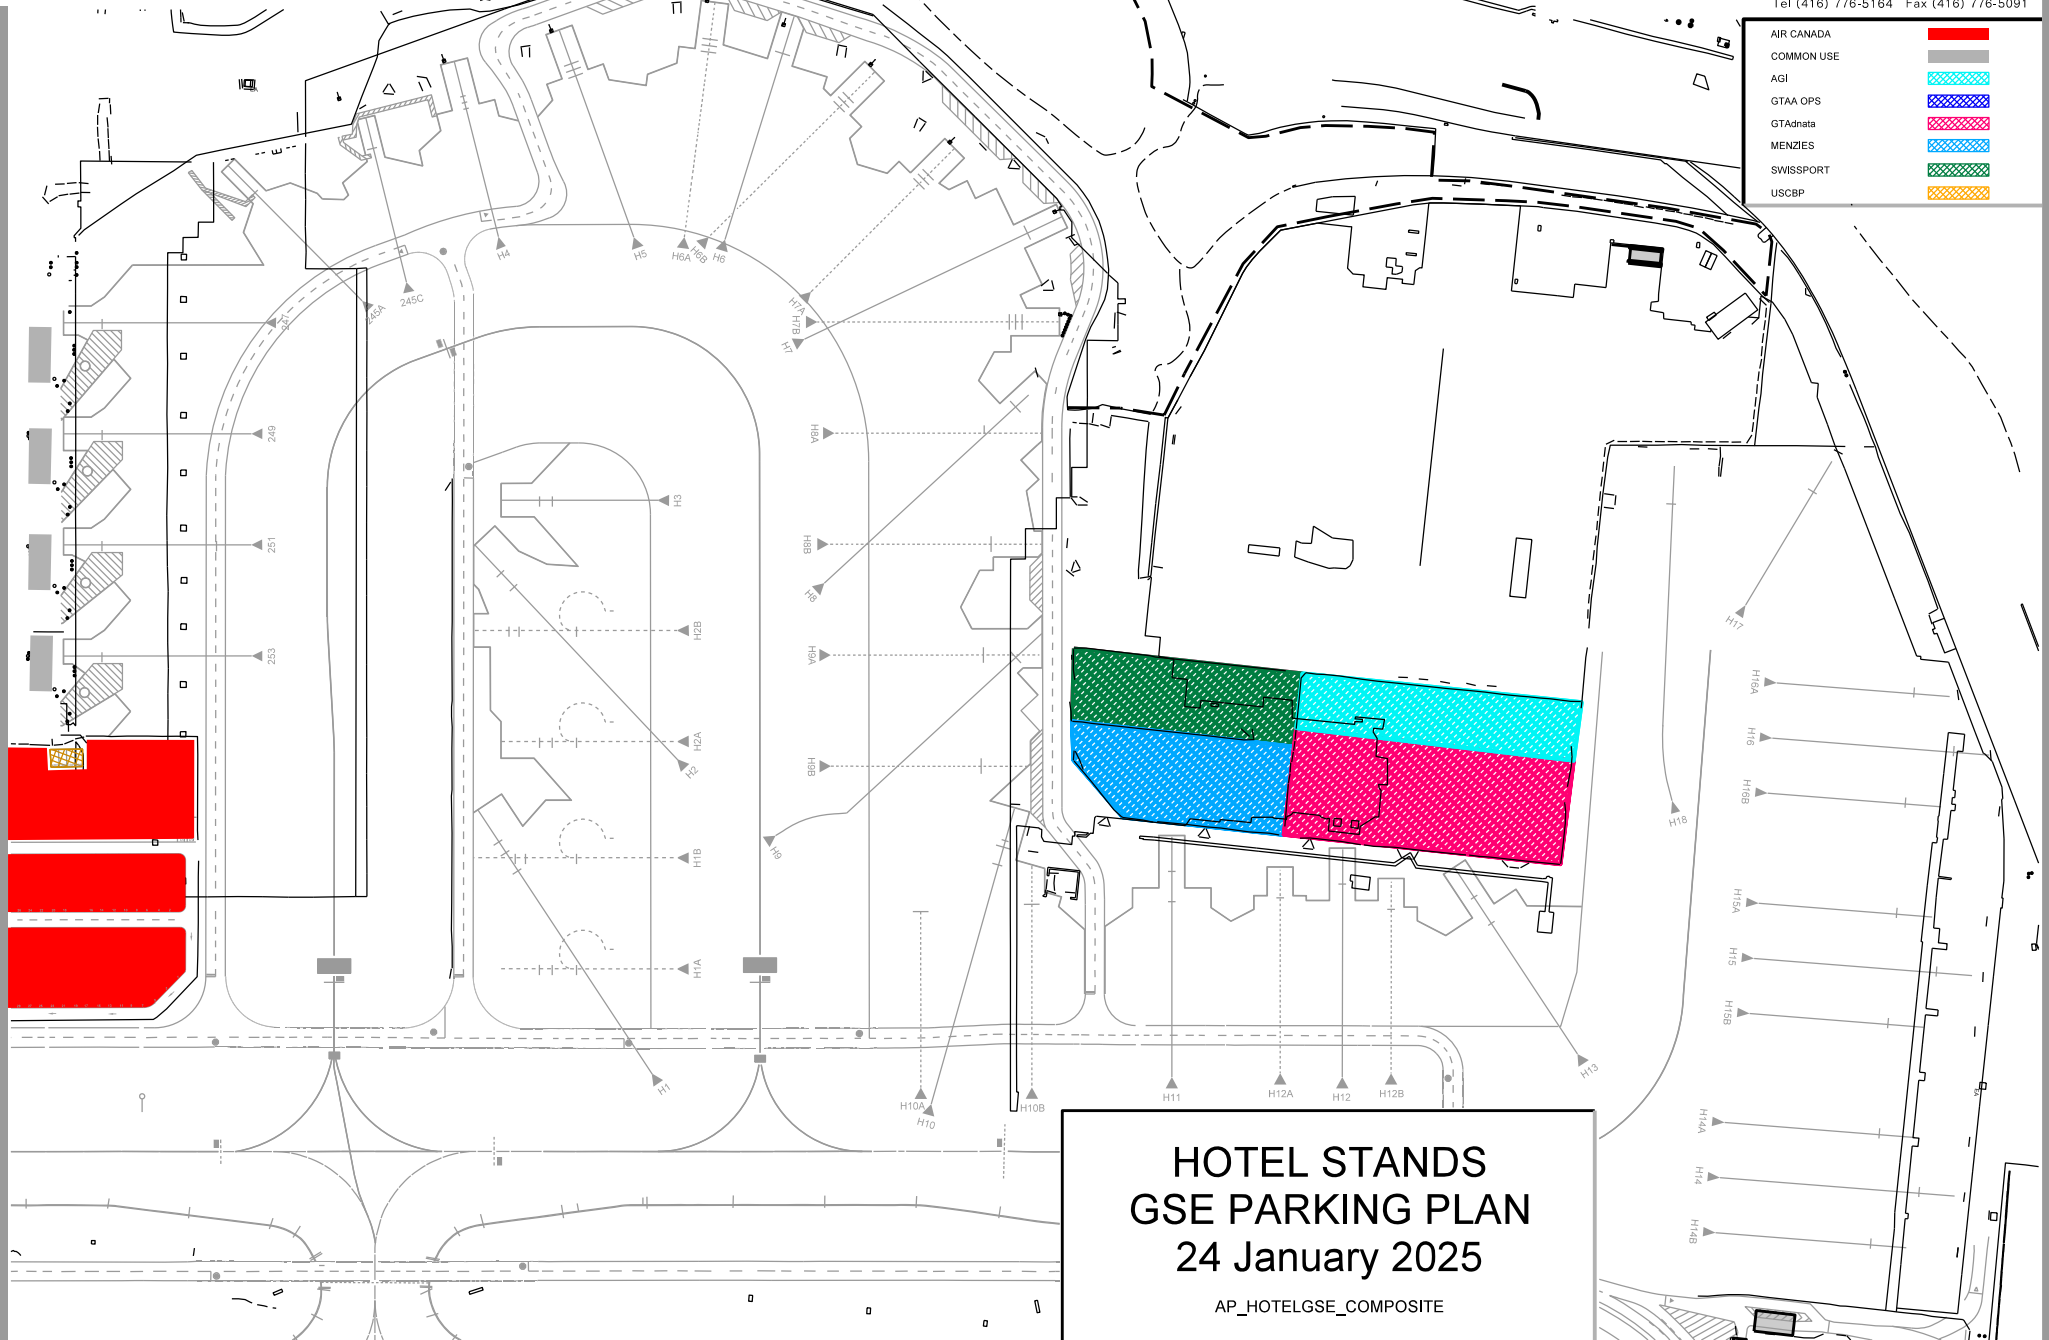 Tel (416) 776-5164 Fax (416) 776-5091
AIR CANADA
COMMON USE
AGI
GTAA OPS
GTAdnata
MENZIES
SWISSPORT
USCBP
H4
H5
H6A
H6B
H6
245C
245A
247
H7A
H7B
H7
249
H8A
H3
251
H8B
H8
H2B
253
H9A
H17
H16A
H2A
H2
H9B
H16
H16B
H18
H9
H1B
H15A
H1A
H15
H15B
H1
H10A
H10
H10B
H11
H12A
H12
H12B
H13
H14A
H14
H14B
HOTEL STANDS
GSE PARKING PLAN
24 January 2025
AP_HOTELGSE_COMPOSITE